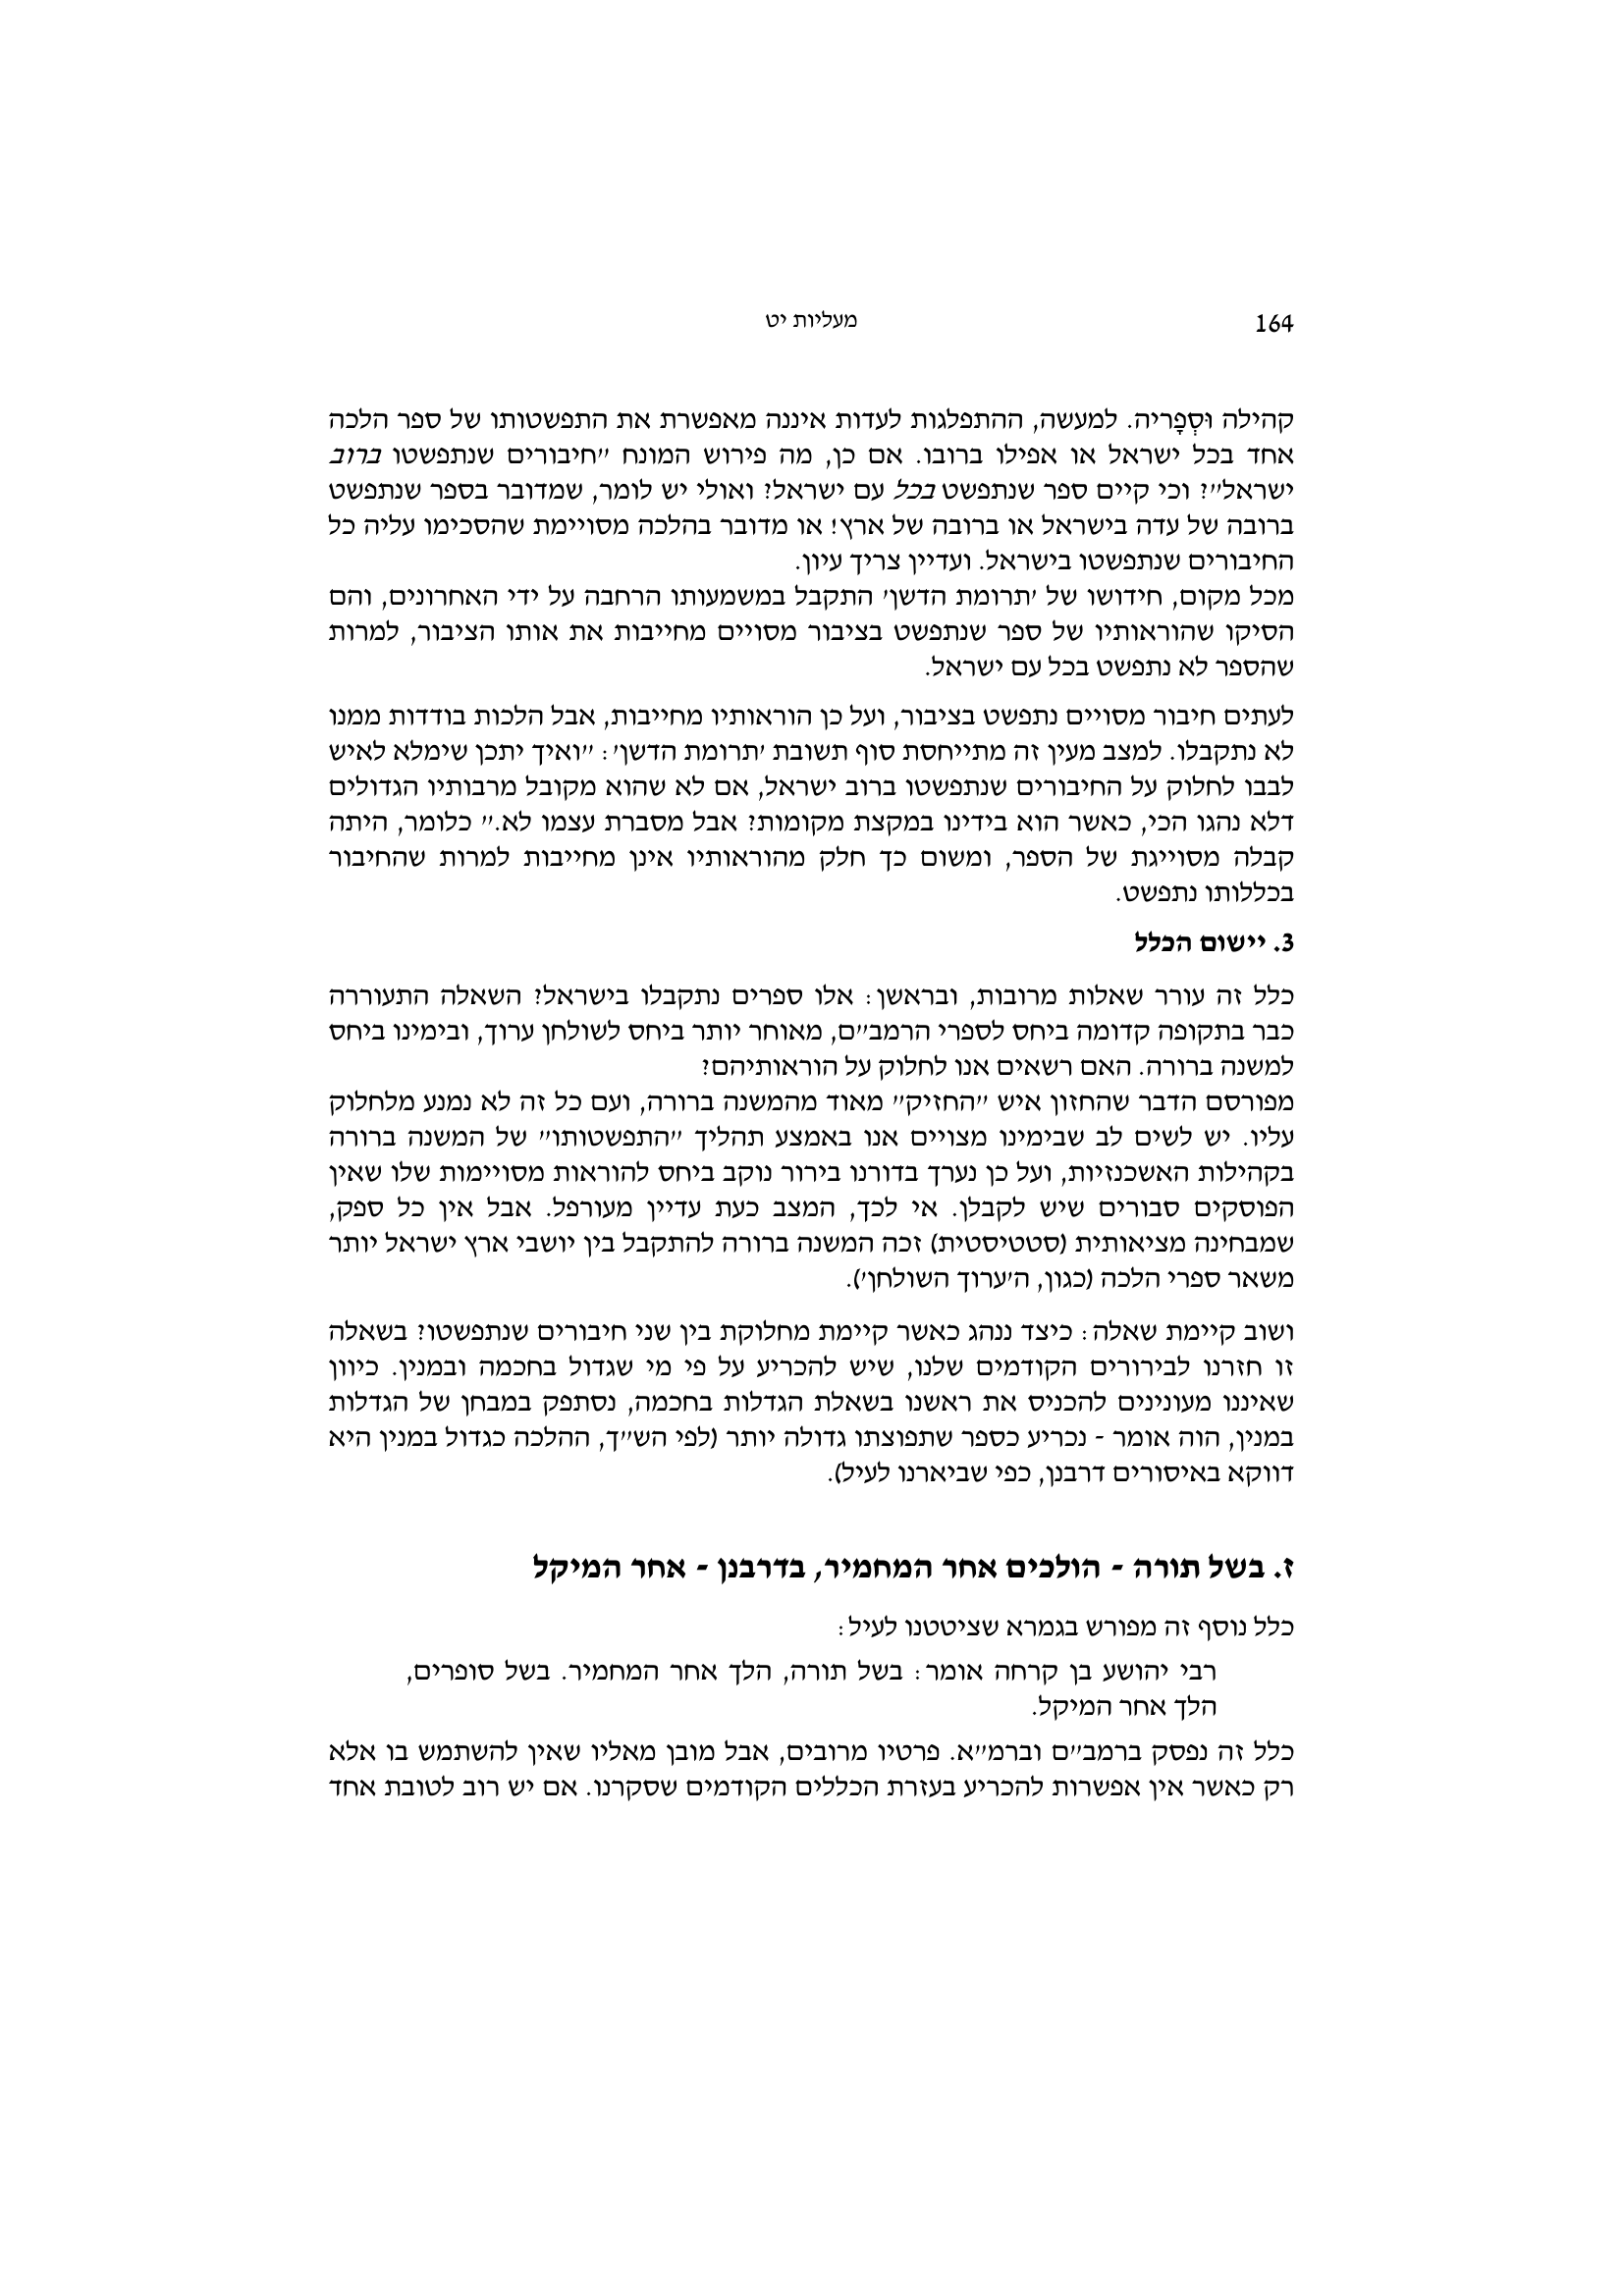 164
מעליות יט
קהילה וּסְפָריה. למעשה, ההתפלגות לעדות איננה מאפשרת את התפשטותו של ספר הלכה
אחד בכל ישראל או אפילו ברובו. אם כן, מה פירוש המונח "חיבורים שנתפשטו ברוב
ישראל"? וכי קיים ספר שנתפשט בכל עם ישראל? ואולי יש לומר, שמדובר בספר שנתפשט
ברובה של עדה בישראל או ברובה של ארץ! או מדובר בהלכה מסויימת שהסכימו עליה כל
החיבורים שנתפשטו בישראל. ועדיין צריך עיון.
מכל מקום, חידושו של 'תרומת הדשן' התקבל במשמעותו הרחבה על ידי האחרונים, והם
הסיקו שהוראותיו של ספר שנתפשט בציבור מסויים מחייבות את אותו הציבור, למרות
שהספר לא נתפשט בכל עם ישראל.
לעתים חיבור מסויים נתפשט בציבור, ועל כן הוראותיו מחייבות, אבל הלכות בודדות ממנו
לא נתקבלו. למצב מעין זה מתייחסת סוף תשובת 'תרומת הדשן': "ואיך יתכן שימלא לאיש
לבבו לחלוק על החיבורים שנתפשטו ברוב ישראל, אם לא שהוא מקובל מרבותיו הגדולים
דלא נהגו הכי, כאשר הוא בידינו במקצת מקומות? אבל מסברת עצמו לא." כלומר, היתה
קבלה מסוייגת של הספר, ומשום כך חלק מהוראותיו אינן מחייבות למרות שהחיבור
בכללותו נתפשט.
3. יישום הכלל
כלל זה עורר שאלות מרובות, ובראשן: אלו ספרים נתקבלו בישראל? השאלה התעוררה
כבר בתקופה קדומה ביחס לספרי הרמב"ם, מאוחר יותר ביחס לשולחן ערוך, ובימינו ביחס
למשנה ברורה. האם רשאים אנו לחלוק על הוראותיהם?
מפורסם הדבר שהחזון איש "החזיק" מאוד מהמשנה ברורה, ועם כל זה לא נמנע מלחלוק
עליו. יש לשים לב שבימינו מצויים אנו באמצע תהליך "התפשטותו" של המשנה ברורה
בקהילות האשכנזיות, ועל כן נערך בדורנו בירור נוקב ביחס להוראות מסויימות שלו שאין
הפוסקים סבורים שיש לקבלן. אי לכך, המצב כעת עדיין מעורפל. אבל אין כל ספק,
שמבחינה מציאותית (סטטיסטית) זכה המשנה ברורה להתקבל בין יושבי ארץ ישראל יותר
משאר ספרי הלכה (כגון, ה'ערוך השולחן').
ושוב קיימת שאלה: כיצד ננהג כאשר קיימת מחלוקת בין שני חיבורים שנתפשטו? בשאלה
זו חזרנו לבירורים הקודמים שלנו, שיש להכריע על פי מי שגדול בחכמה ובמנין. כיוון
שאיננו מעונינים להכניס את ראשנו בשאלת הגדלות בחכמה, נסתפק במבחן של הגדלות
במנין, הוה אומר - נכריע כספר שתפוצתו גדולה יותר (לפי הש"ך, ההלכה כגדול במנין היא
דווקא באיסורים דרבנן, כפי שביארנו לעיל).
ז. בשל תורה - הולכים אחר המחמיר, בדרבנן - אחר המיקל
כלל נוסף זה מפורש בגמרא שציטטנו לעיל:
רבי יהושע בן קרחה אומר: בשל תורה, הלך אחר המחמיר. בשל סופרים,
הלך אחר המיקל.
כלל זה נפסק ברמב"ם וברמ"א. פרטיו מרובים, אבל מובן מאליו שאין להשתמש בו אלא
רק כאשר אין אפשרות להכריע בעזרת הכללים הקודמים שסקרנו. אם יש רוב לטובת אחד